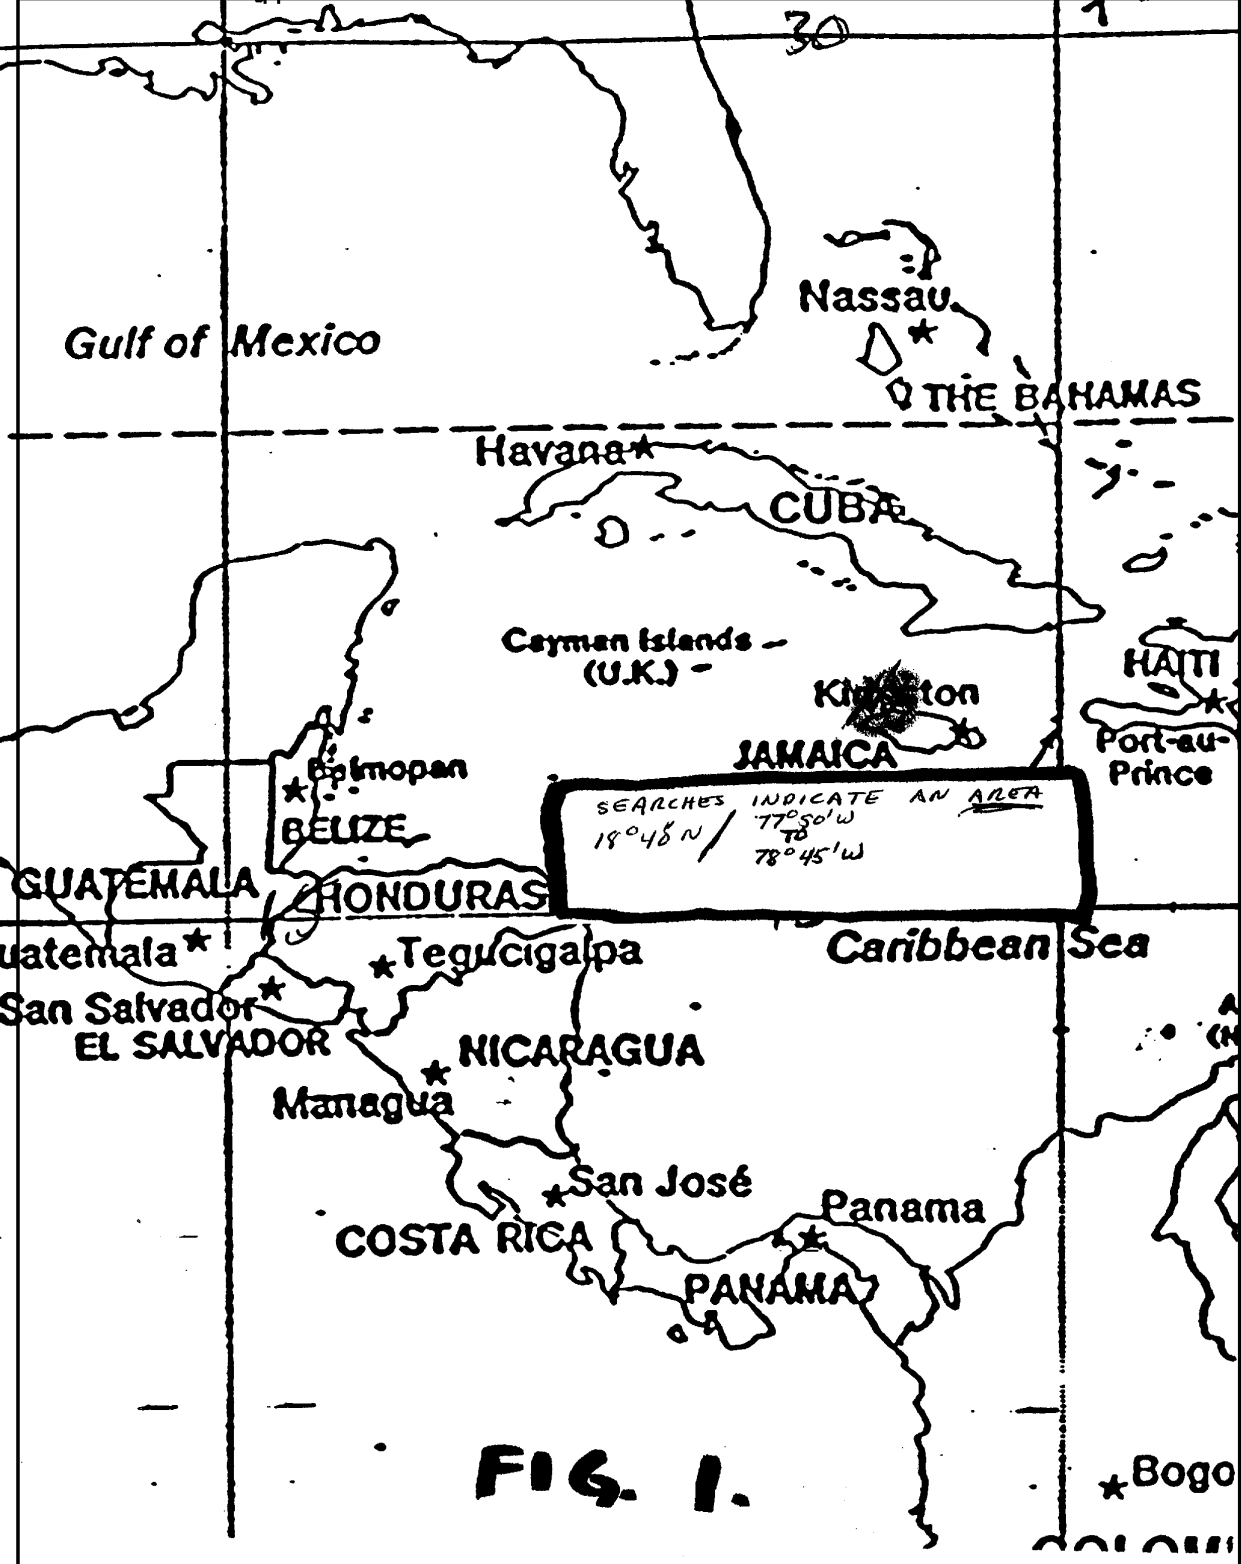 30
Gulf of Mexico
Nassau
THE BAHAMAS
Havana
CUBA
Cayman Islands
(U.K.)
HAITI
Port-au-
Prince
Kingston
JAMAICA
SEARCHES INDICATE AN AREA
18°48'N / 77°50'W
TO
78°45'W
Belmopan
BELIZE
GUATEMALA
HONDURAS
Caribbean Sea
uatemala
Tegucigalpa
San Salvador
EL SALVADOR
NICARAGUA
Managua
San José
COSTA RICA
Panama
PANAMA
FIG. 1.
Bogo